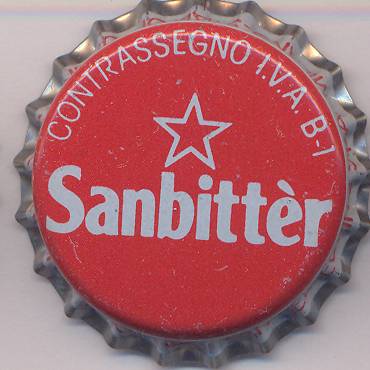 CONTRASSEGNO I.V.A. B-1
Sanbittèr